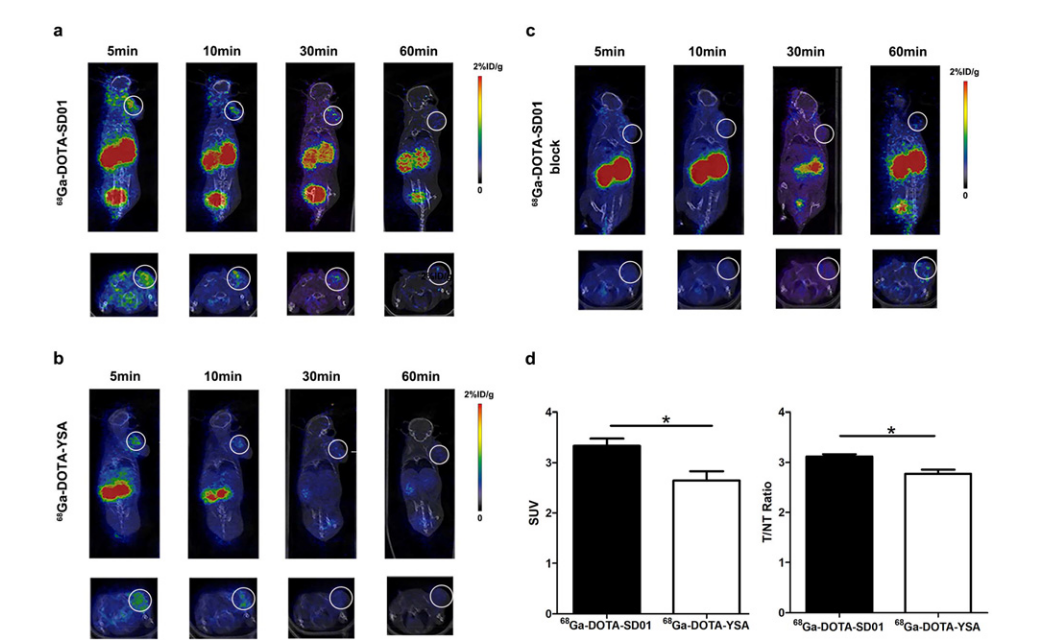 a
5min 10min 30min 60min
⁶⁸Ga-DOTA-SD01
2%ID/g
0
b
5min 10min 30min 60min
⁶⁸Ga-DOTA-YSA
2%ID/g
0
c
5min 10min 30min 60min
⁶⁸Ga-DOTA-SD01
block
2%ID/g
0
d
SUV
4
3
2
1
0
*
⁶⁸Ga-DOTA-SD01 ⁶⁸Ga-DOTA-YSA
T/NT Ratio
4
3
2
1
0
*
⁶⁸Ga-DOTA-SD01 ⁶⁸Ga-DOTA-YSA